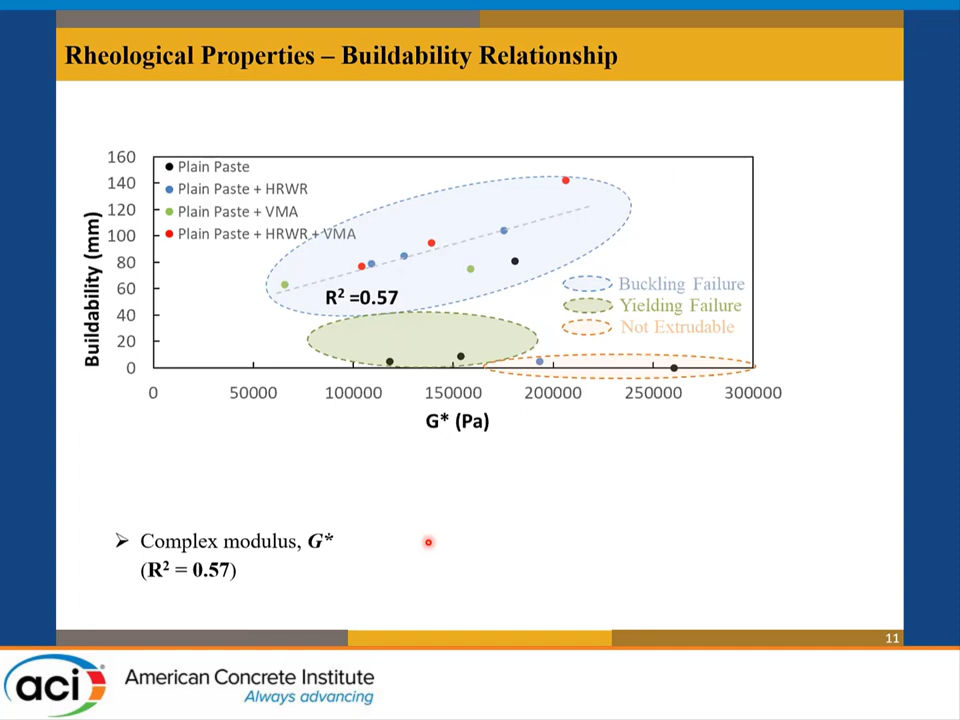 Rheological Properties – Buildability Relationship
160
140
120
100
80
60
40
20
0
Buildability (mm)
Plain Paste
Plain Paste + HRWR
Plain Paste + VMA
Plain Paste + HRWR + VMA
R² =0.57
Buckling Failure
Yielding Failure
Not Extrudable
0 50000 100000 150000 200000 250000 300000
G* (Pa)
➢ Complex modulus, G*
(R² = 0.57)
11
aci American Concrete Institute
Always advancing